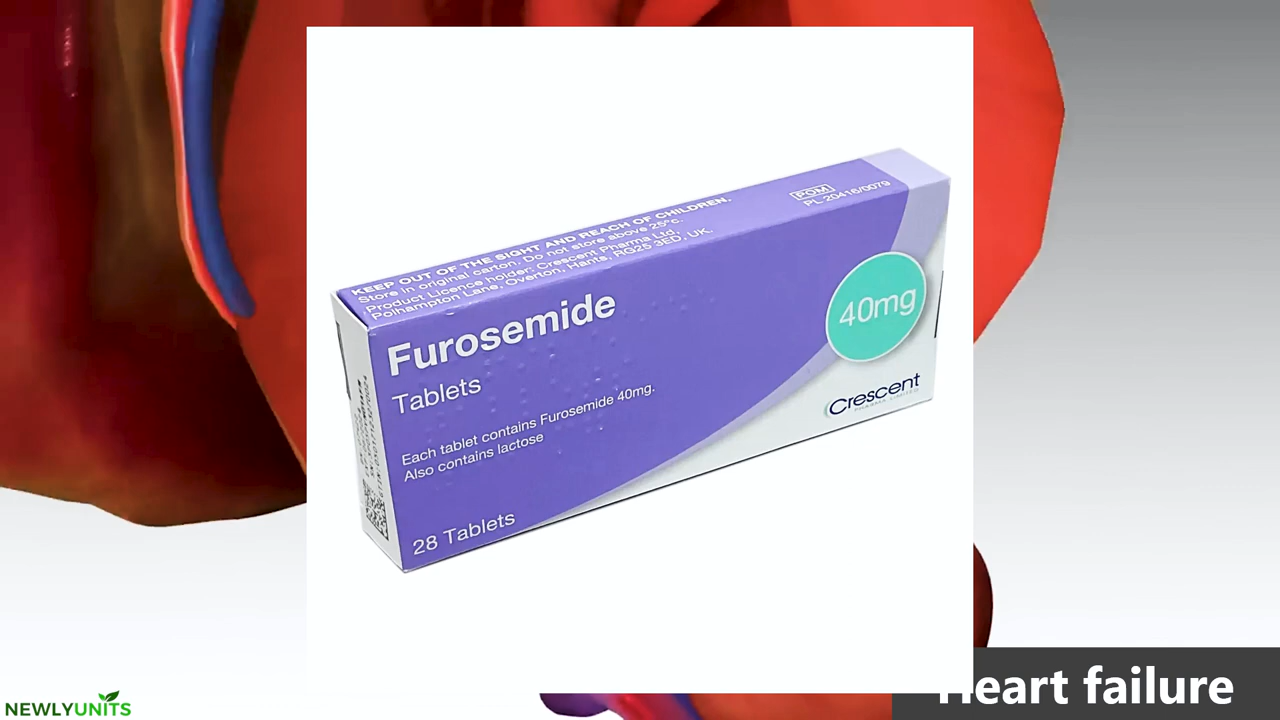 KEEP OUT OF THE SIGHT AND REACH OF CHILDREN.
Store in original carton. Do not store above 25°c.
Product Licence holder: Crescent Pharma Ltd,
Polhampton Lane, Overton, Hants, RG25 3ED, UK.
POM
PL 20416/0079
Furosemide
Tablets
40mg
Each tablet contains Furosemide 40mg.
Also contains lactose
Crescent
PHARMA LIMITED
28 Tablets
Heart failure
NEWLYUNITS